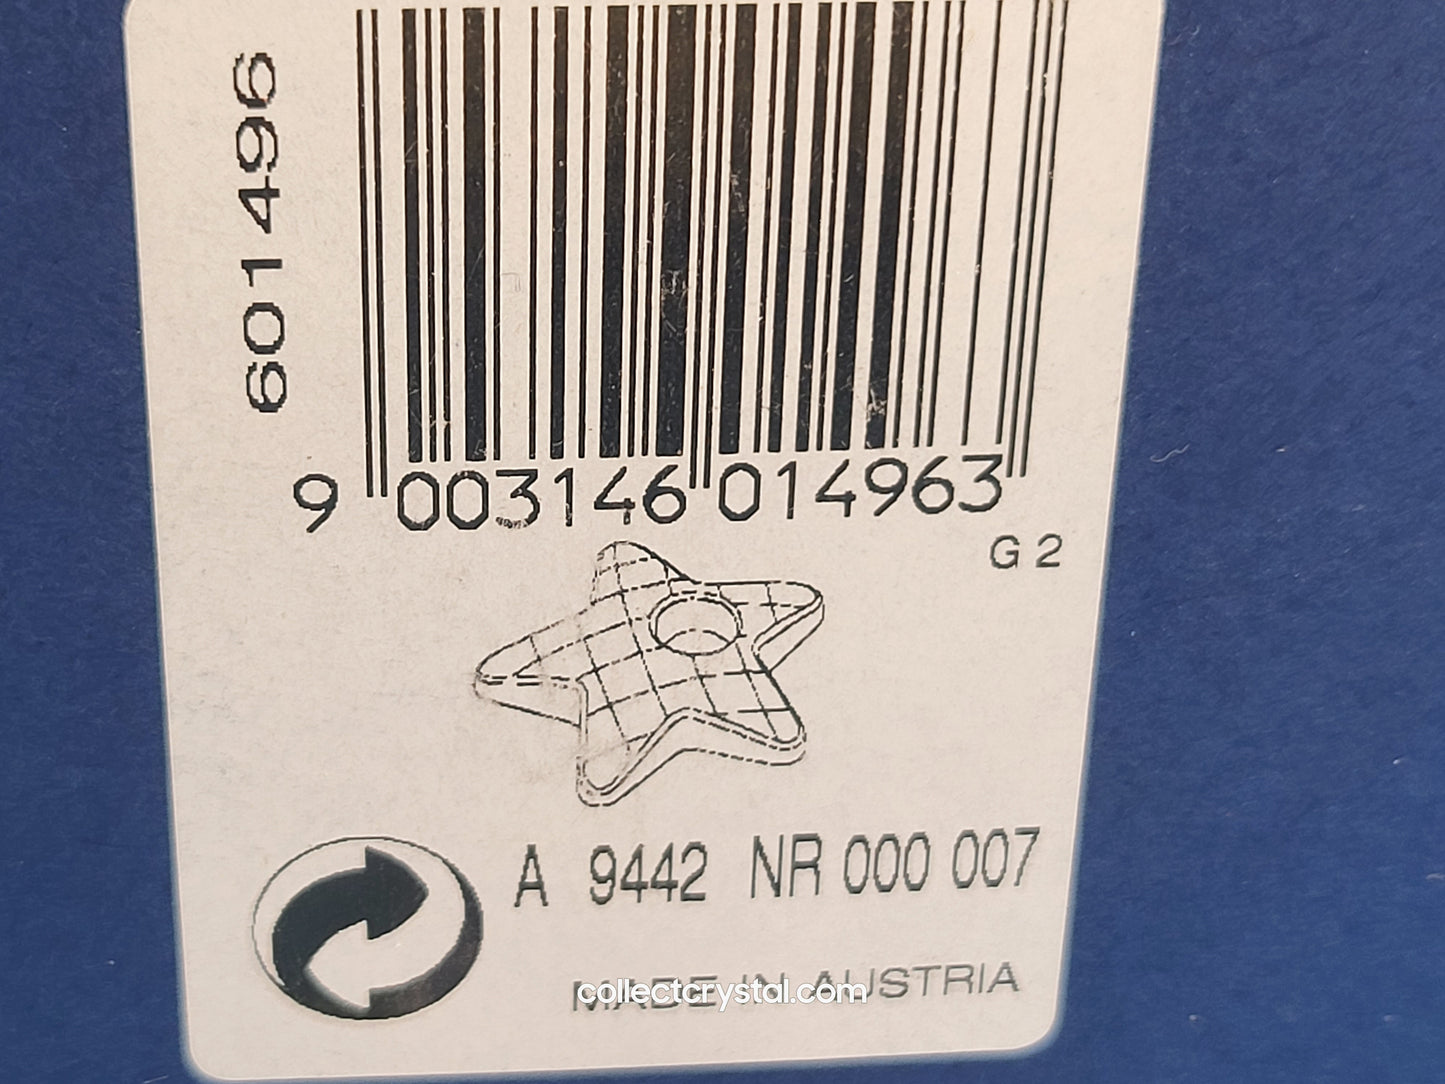 601496
9 003146 014963
G 2
A 9442 NR 000 007
MADE IN AUSTRIA
collectcrystal.com